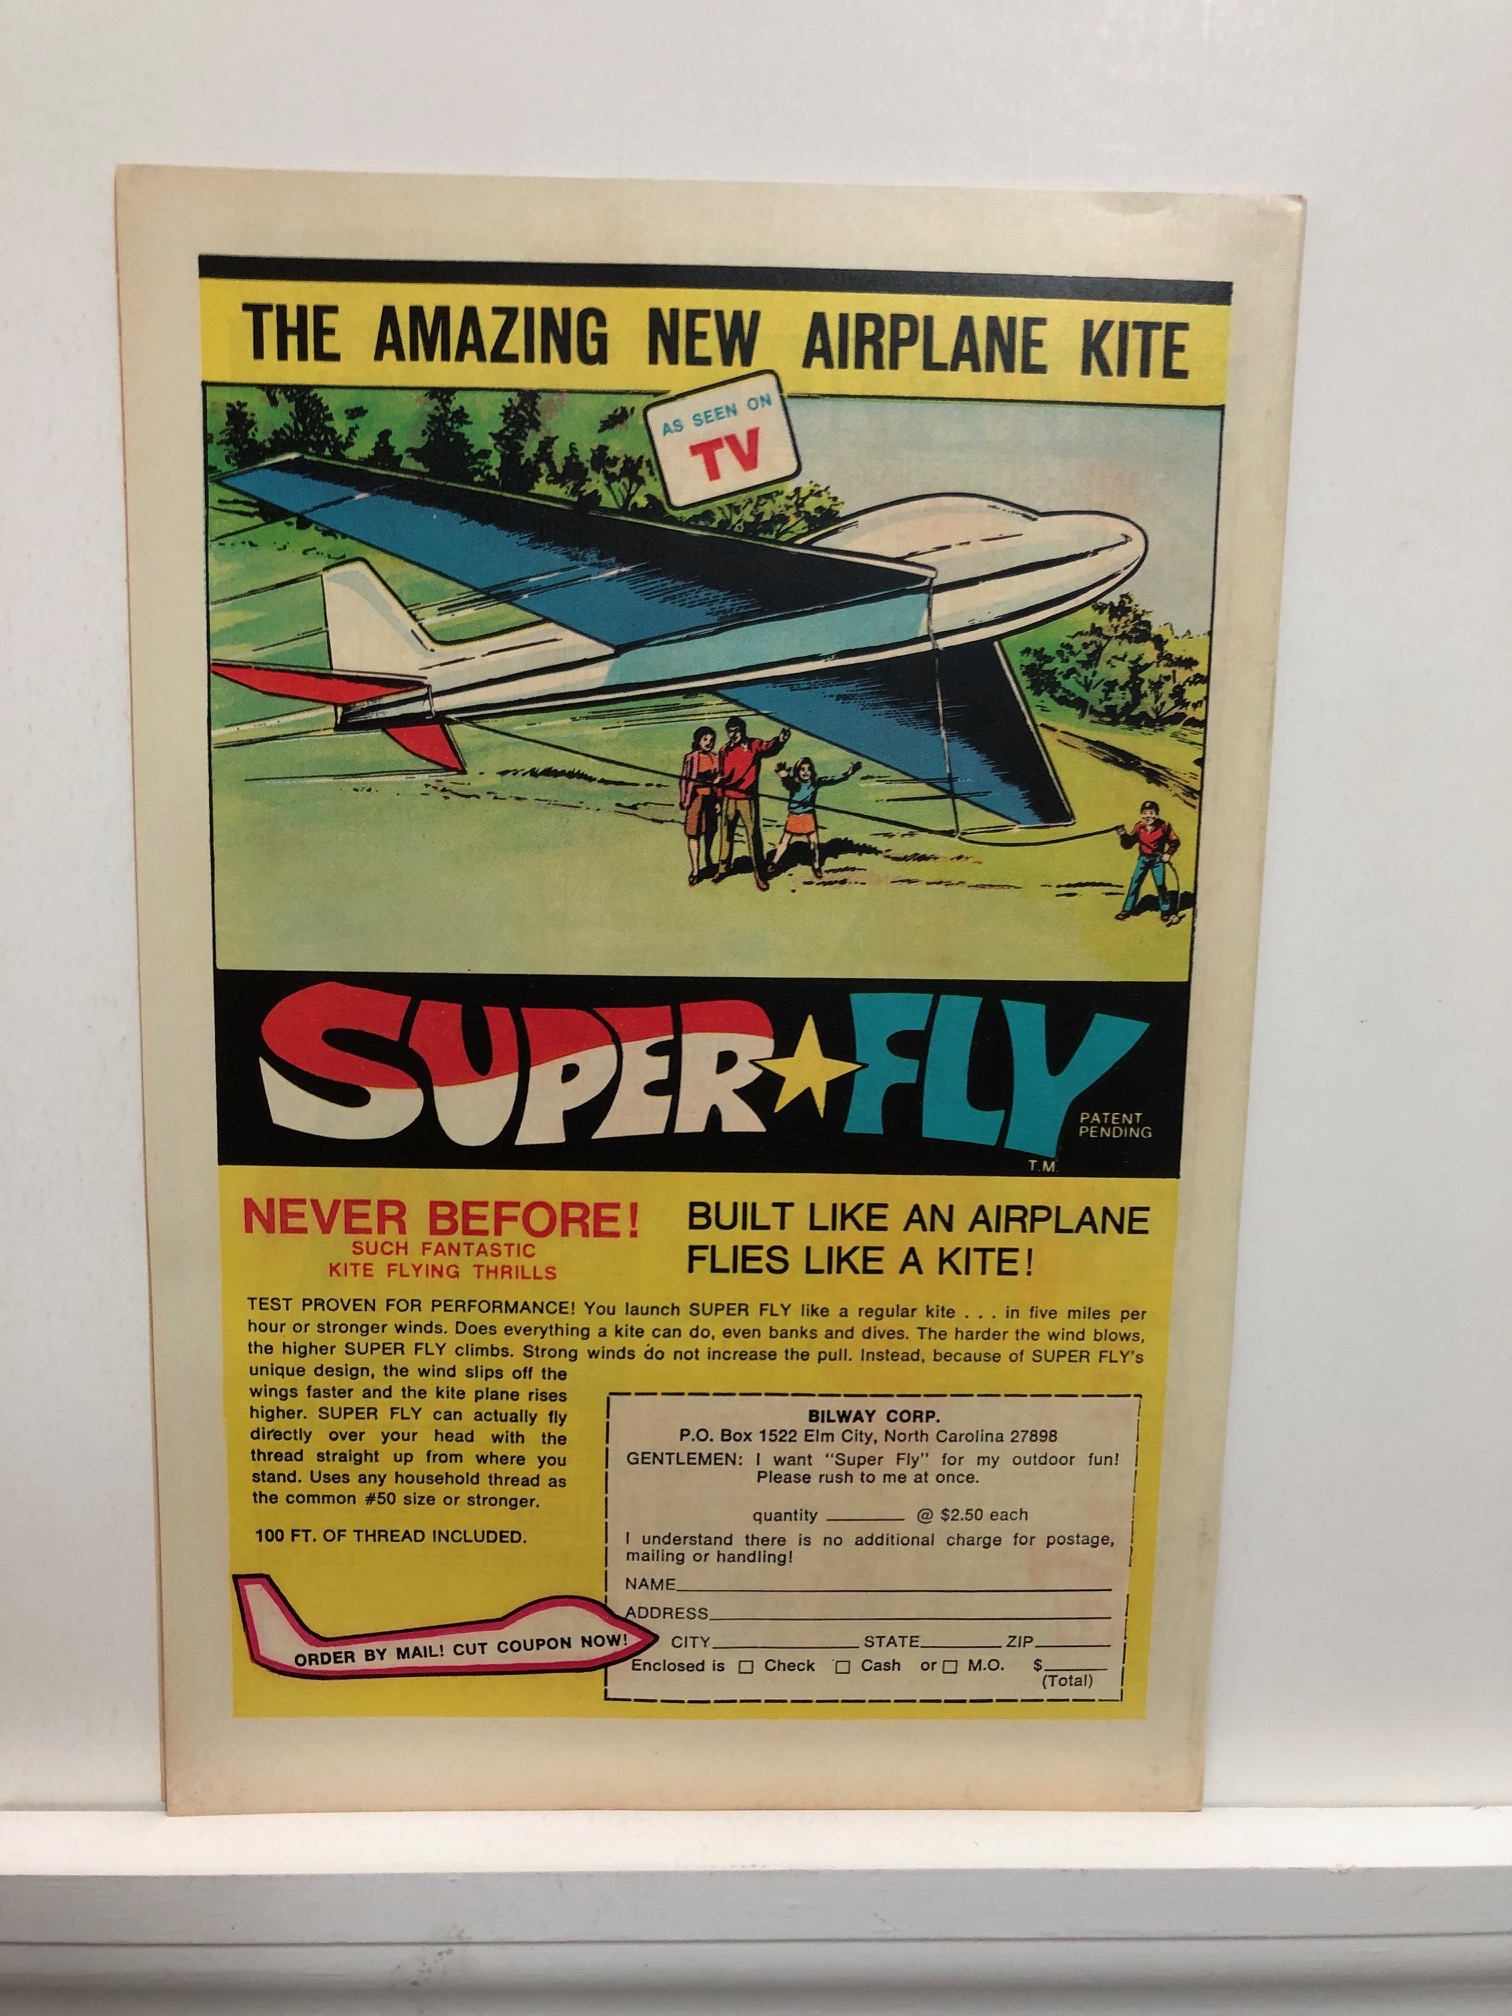 THE AMAZING NEW AIRPLANE KITE
AS SEEN ON
TV
SUPER★FLY
PATENT
PENDING
T.M.
NEVER BEFORE!
SUCH FANTASTIC
KITE FLYING THRILLS
BUILT LIKE AN AIRPLANE
FLIES LIKE A KITE!
TEST PROVEN FOR PERFORMANCE! You launch SUPER FLY like a regular kite . . . in five miles per
hour or stronger winds. Does everything a kite can do, even banks and dives. The harder the wind blows,
the higher SUPER FLY climbs. Strong winds do not increase the pull. Instead, because of SUPER FLY's
unique design, the wind slips off the
wings faster and the kite plane rises
higher. SUPER FLY can actually fly
directly over your head with the
thread straight up from where you
stand. Uses any household thread as
the common #50 size or stronger.
100 FT. OF THREAD INCLUDED.
ORDER BY MAIL! CUT COUPON NOW!
BILWAY CORP.
P.O. Box 1522 Elm City, North Carolina 27898
GENTLEMEN: I want "Super Fly" for my outdoor fun!
Please rush to me at once.
quantity ________ @ $2.50 each
I understand there is no additional charge for postage,
mailing or handling!
NAME________
ADDRESS________
CITY________ STATE________ ZIP________
Enclosed is ☐ Check ☐ Cash or ☐ M.O. $________
(Total)